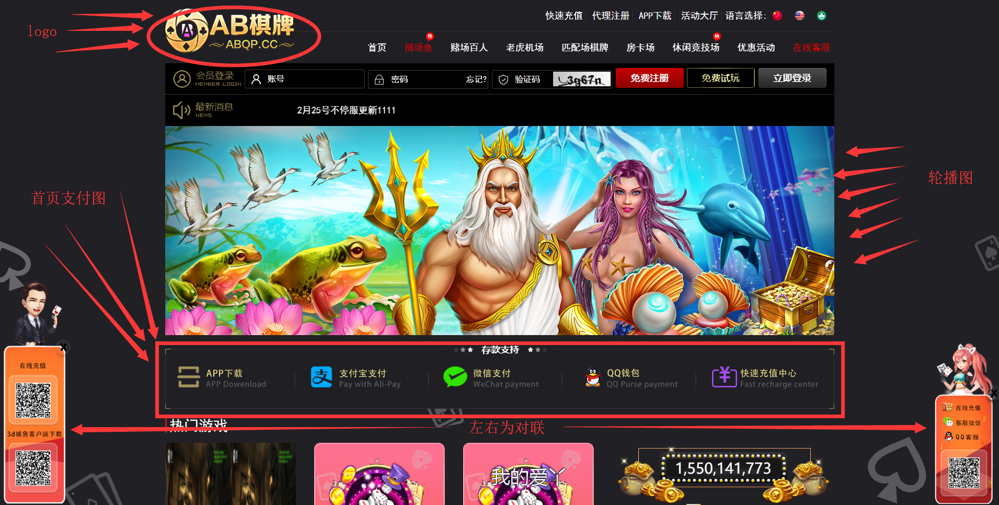 快速充值 代理注册 APP下载 活动大厅 语言选择：
logo
AB
AB棋牌
ABQP.CC
热 热
首页 捕场鱼 赌场百人 老虎机场 匹配场棋牌 房卡场 休闲竞技场 优惠活动 在线客服
会员登录
MEMBER LOGIN
账号 密码 忘记? 验证码 3g67n 免费注册 免费试玩 立即登录
最新消息
NEWS
2月25号不停服更新1111
轮播图
首页支付图
存款支持
APP下载
APP Dowenload
支付宝支付
Pay with Ali-Pay
微信支付
WeChat payment
QQ钱包
QQ Purse payment
快速充值中心
Fast recharge center
在线充值
3d捕鱼客户端下载
左右为对联
热门游戏
在线充值
客服微信
QQ客服
我的爱丫
1,550,141,773